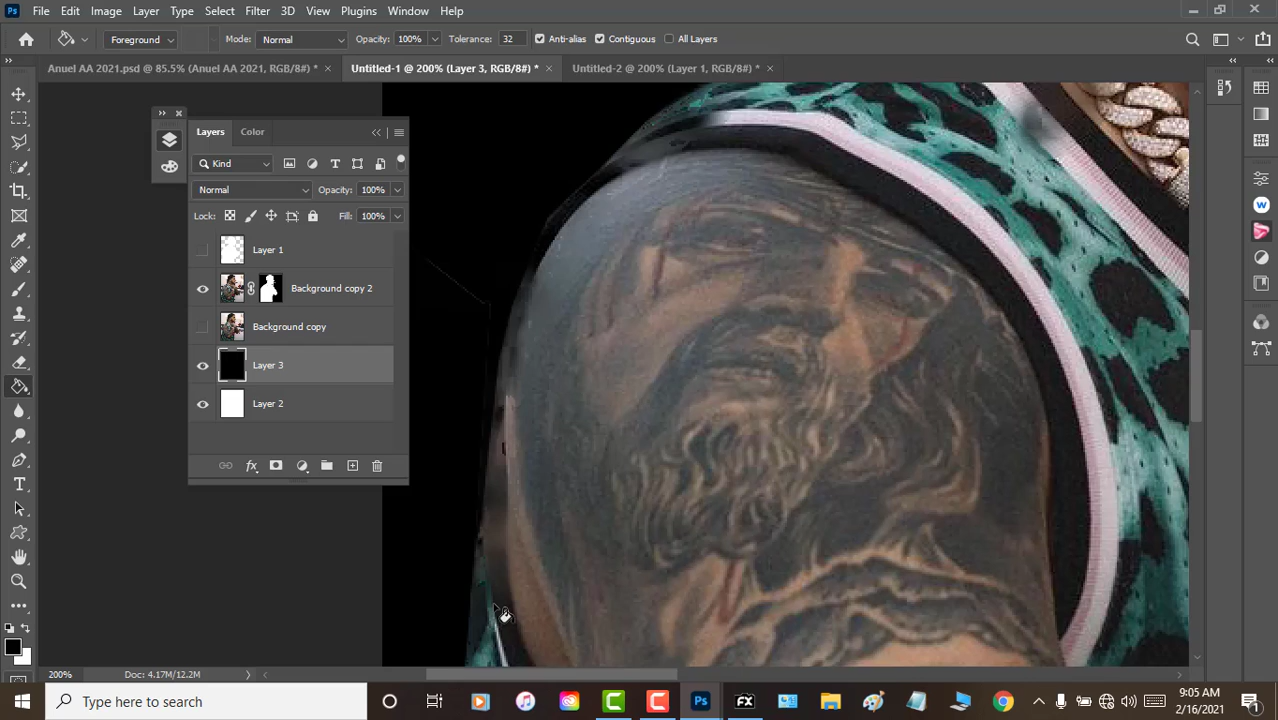 Ps File Edit Image Layer Type Select Filter 3D View Plugins Window Help
Foreground Mode: Normal Opacity: 100% Tolerance: 32 Anti-alias Contiguous All Layers
Anuel AA 2021.psd @ 85.5% (Anuel AA 2021, RGB/8#) * × Untitled-1 @ 200% (Layer 3, RGB/8#) * × Untitled-2 @ 200% (Layer 1, RGB/8#) * ×
Layers Color
Kind
Normal Opacity: 100%
Lock: Fill: 100%
Layer 1
Background copy 2
Background copy
Layer 3
Layer 2
fx
200% Doc: 4.17M/12.2M
Type here to search
Ps
FX
9:05 AM
2/16/2021